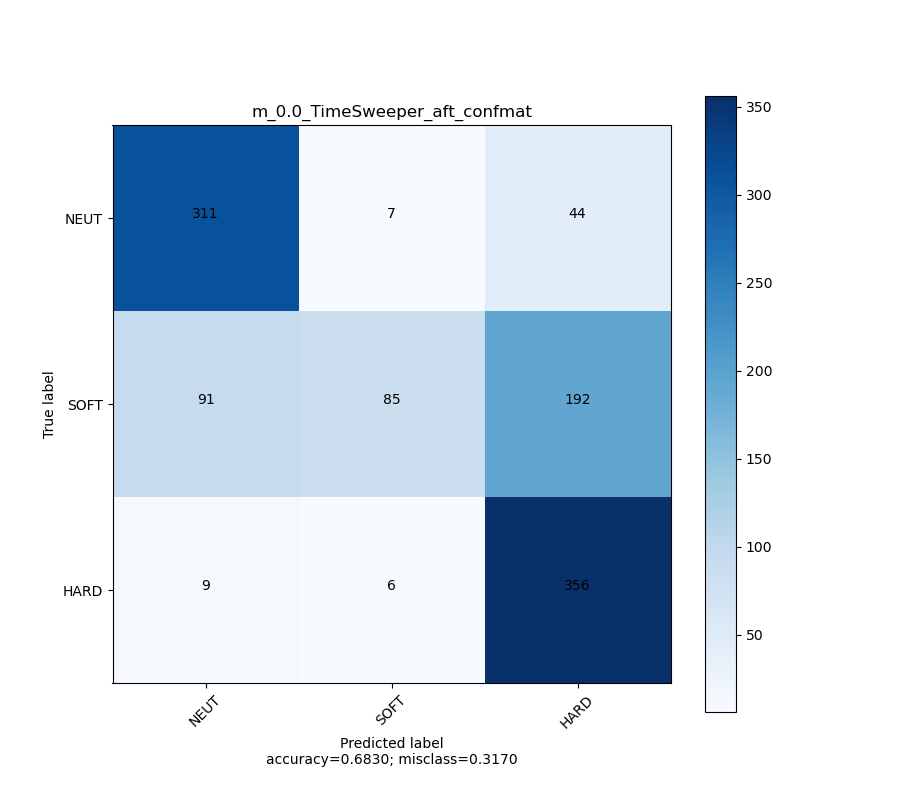 m_0.0_TimeSweeper_aft_confmat
350
300
250
200
150
100
50
NEUT
311
7
44
SOFT
91
85
192
HARD
9
6
356
True label
NEUT
SOFT
HARD
Predicted label
accuracy=0.6830; misclass=0.3170